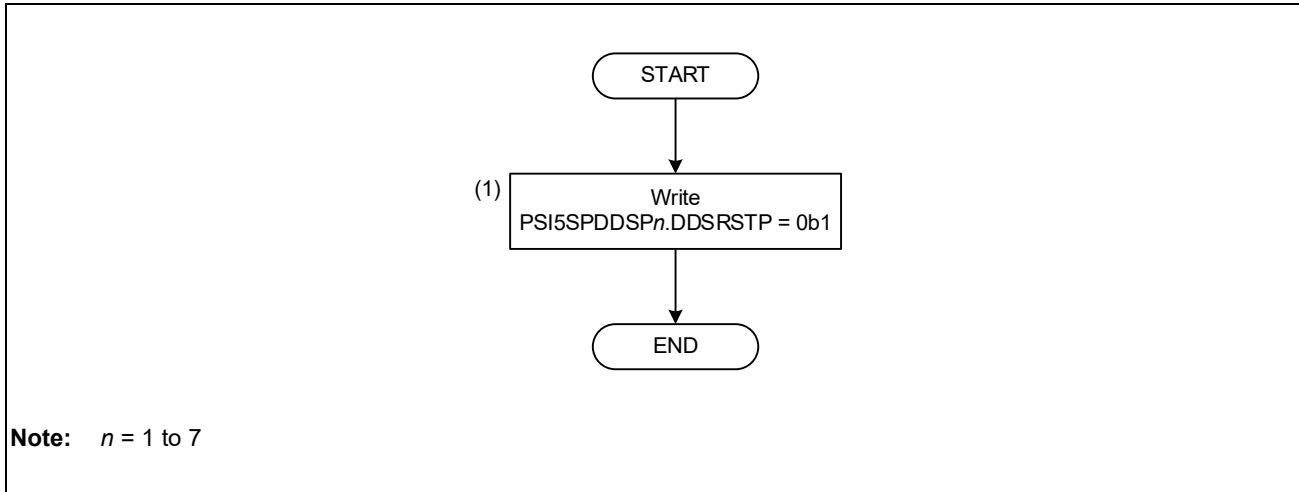 START
(1)
Write
PSI5SPDDSPn.DDSRSTP = 0b1
END
Note: n = 1 to 7